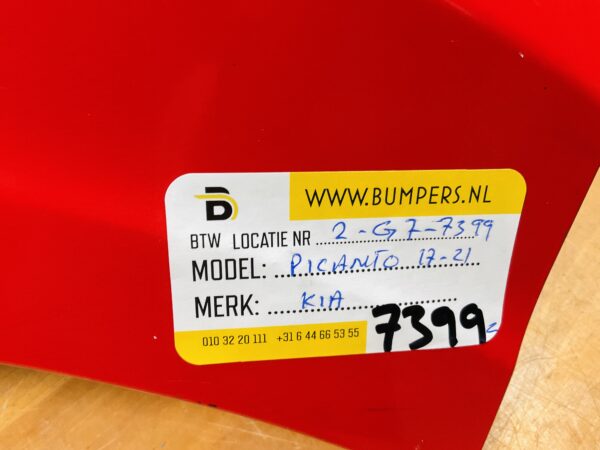 WWW.BUMPERS.NL
BTW LOCATIE NR 2-G7-7399
MODEL: PICANTO 17-21
MERK: KIA
010 32 20 111 +31 6 44 66 53 55
7399